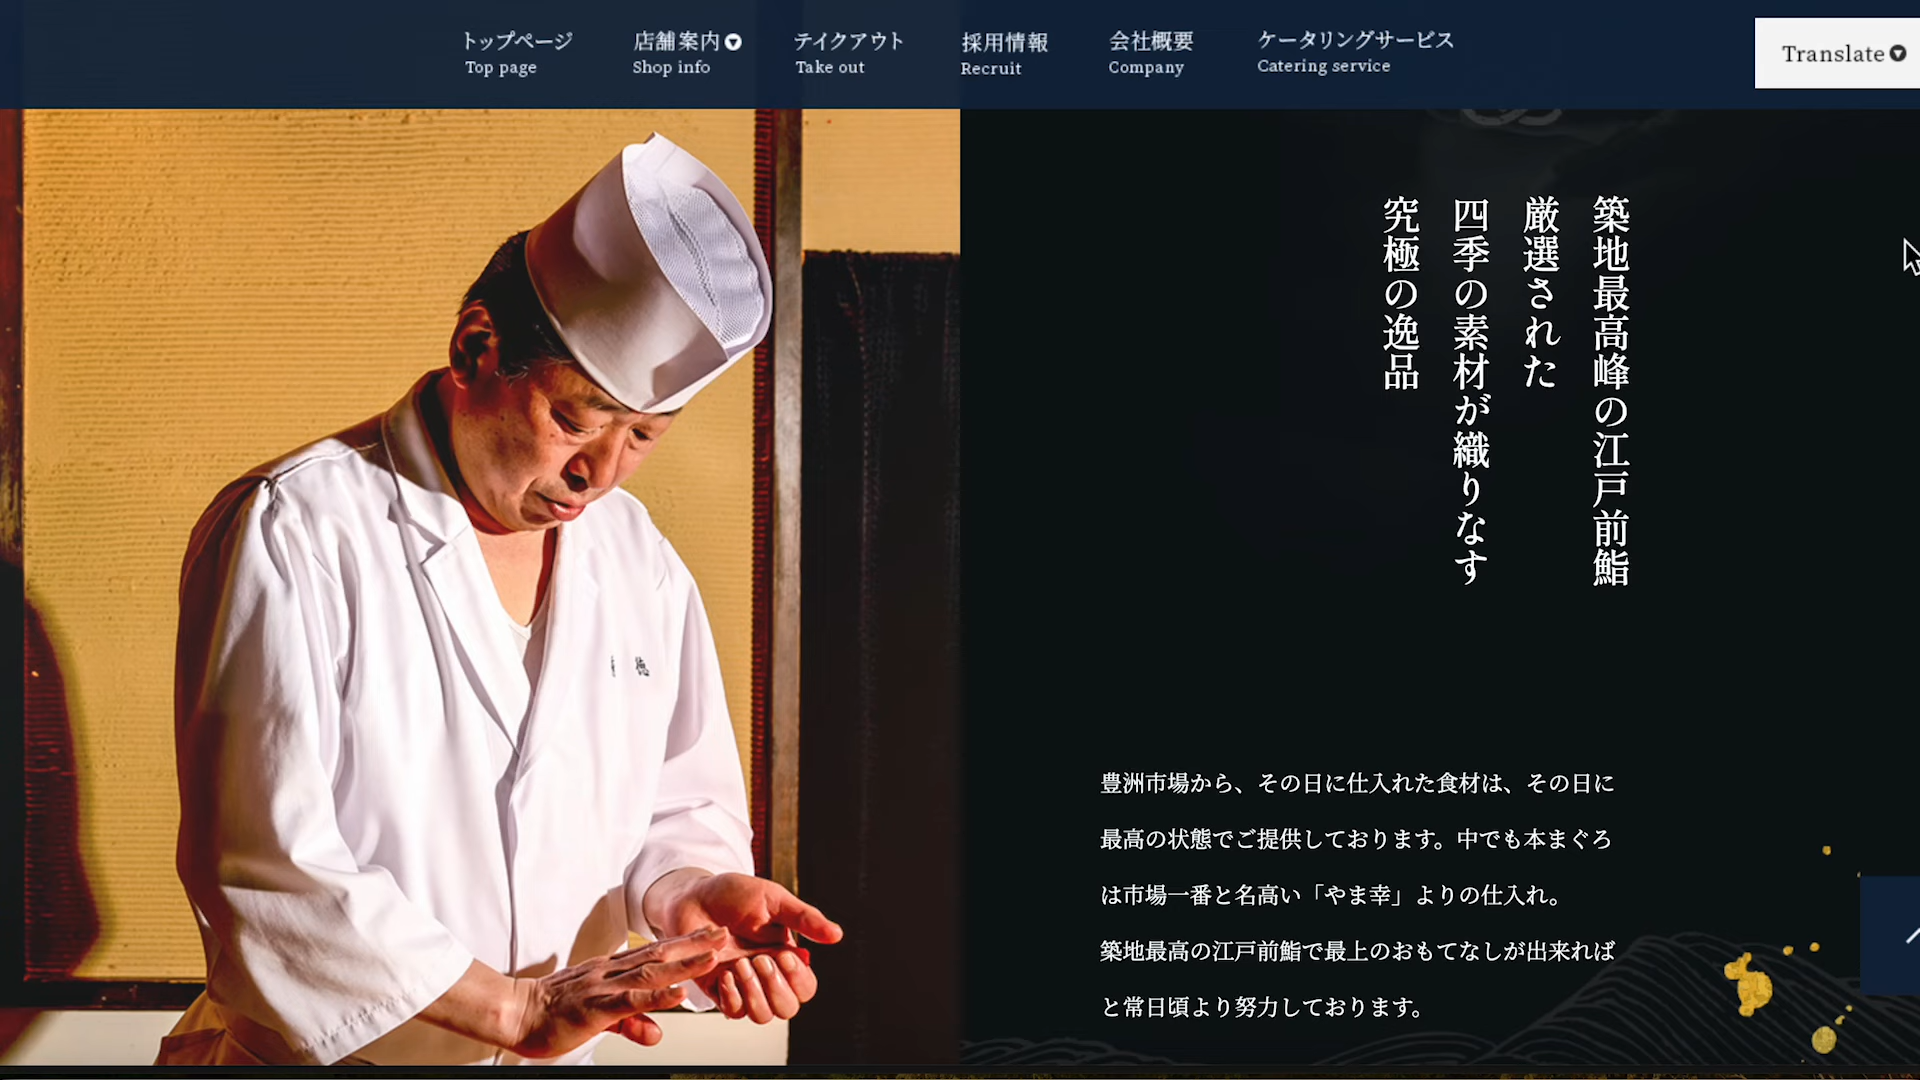 トップページ
Top page
店舗案内
Shop info
テイクアウト
Take out
採用情報
Recruit
会社概要
Company
ケータリングサービス
Catering service
Translate
築地最高峰の江戸前鮨
厳選された
四季の素材が織りなす
究極の逸品
徳
豊洲市場から、その日に仕入れた食材は、その日に
最高の状態でご提供しております。中でも本まぐろ
は市場一番と名高い「やま幸」よりの仕入れ。
築地最高の江戸前鮨で最上のおもてなしが出来れば
と常日頃より努力しております。